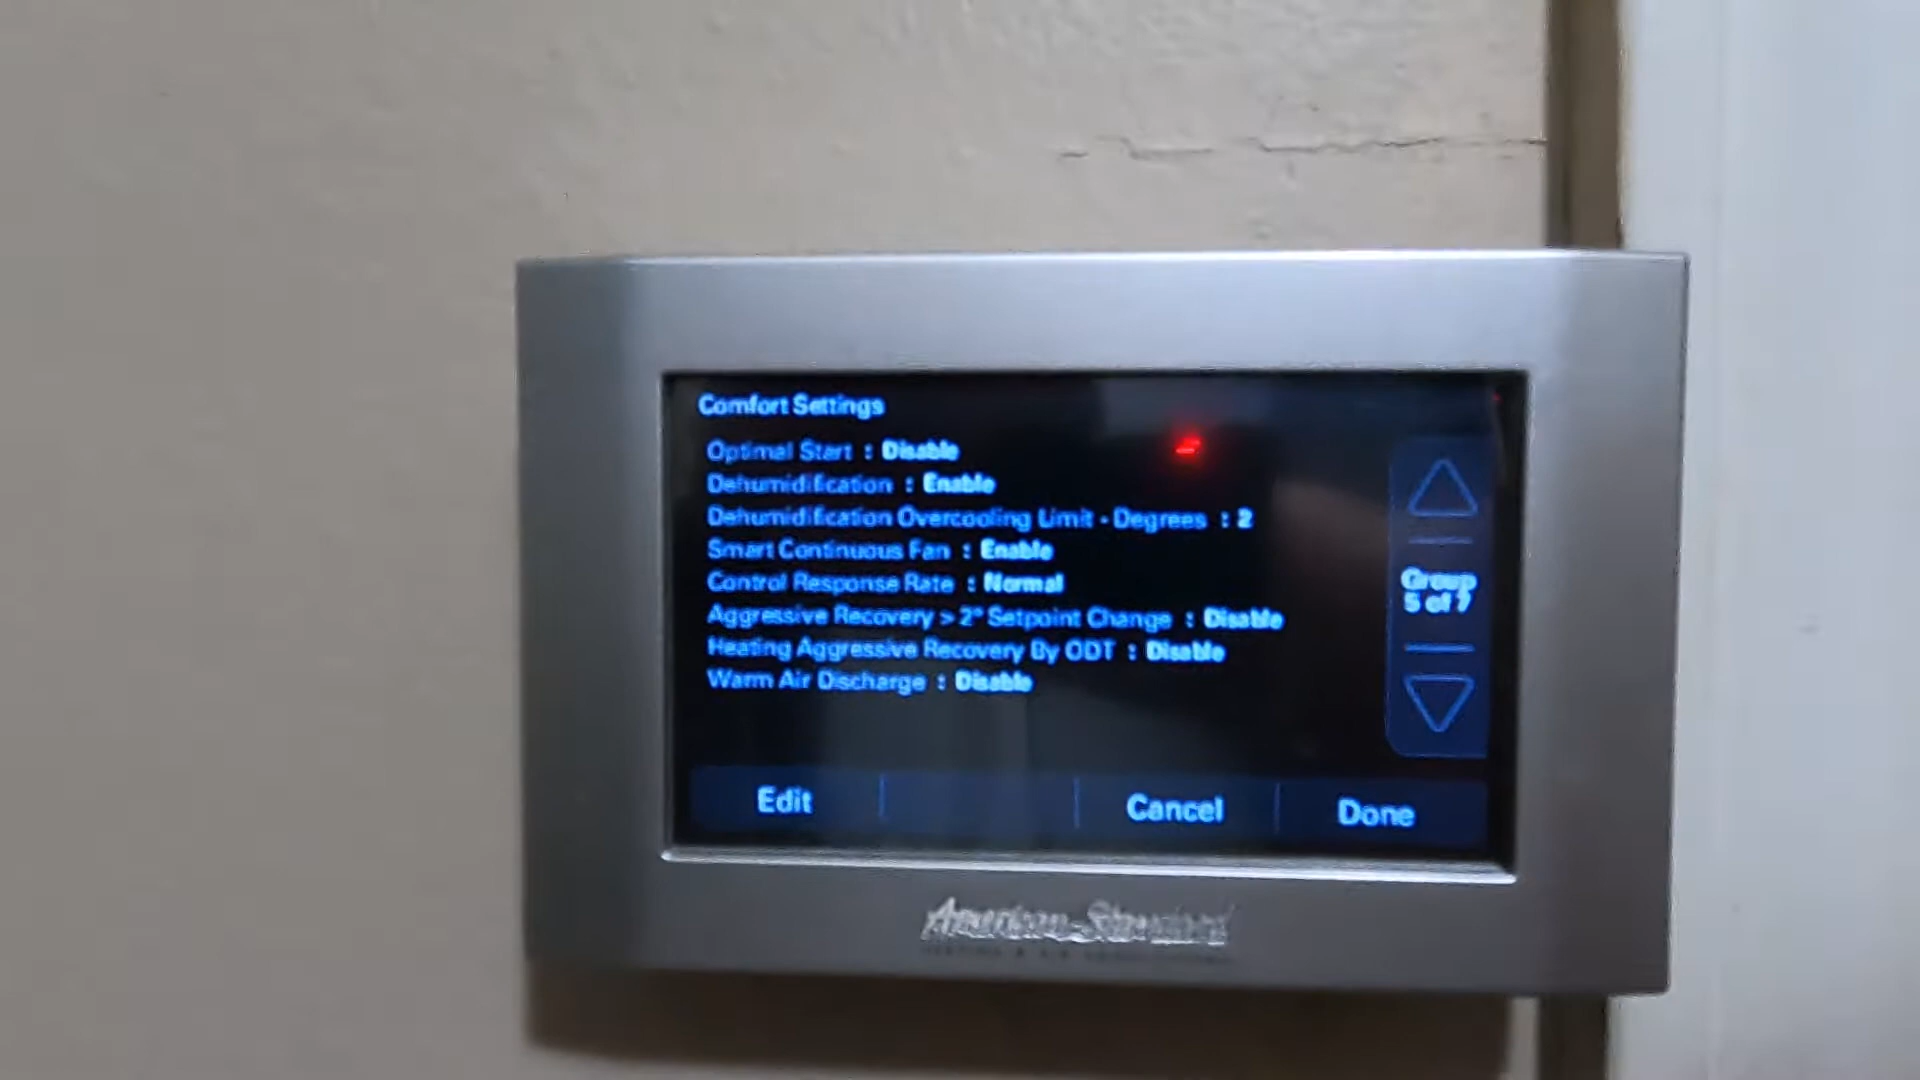 Comfort Settings
Optimal Start : Disable
Dehumidification : Enable
Dehumidification Overcooling Limit - Degrees : 2
Smart Continuous Fan : Enable
Control Response Rate : Normal
Aggressive Recovery > 2° Setpoint Change : Disable
Heating Aggressive Recovery By ODT : Disable
Warm Air Discharge : Disable
Group
5 of 7
Edit
Cancel
Done
American-Standard